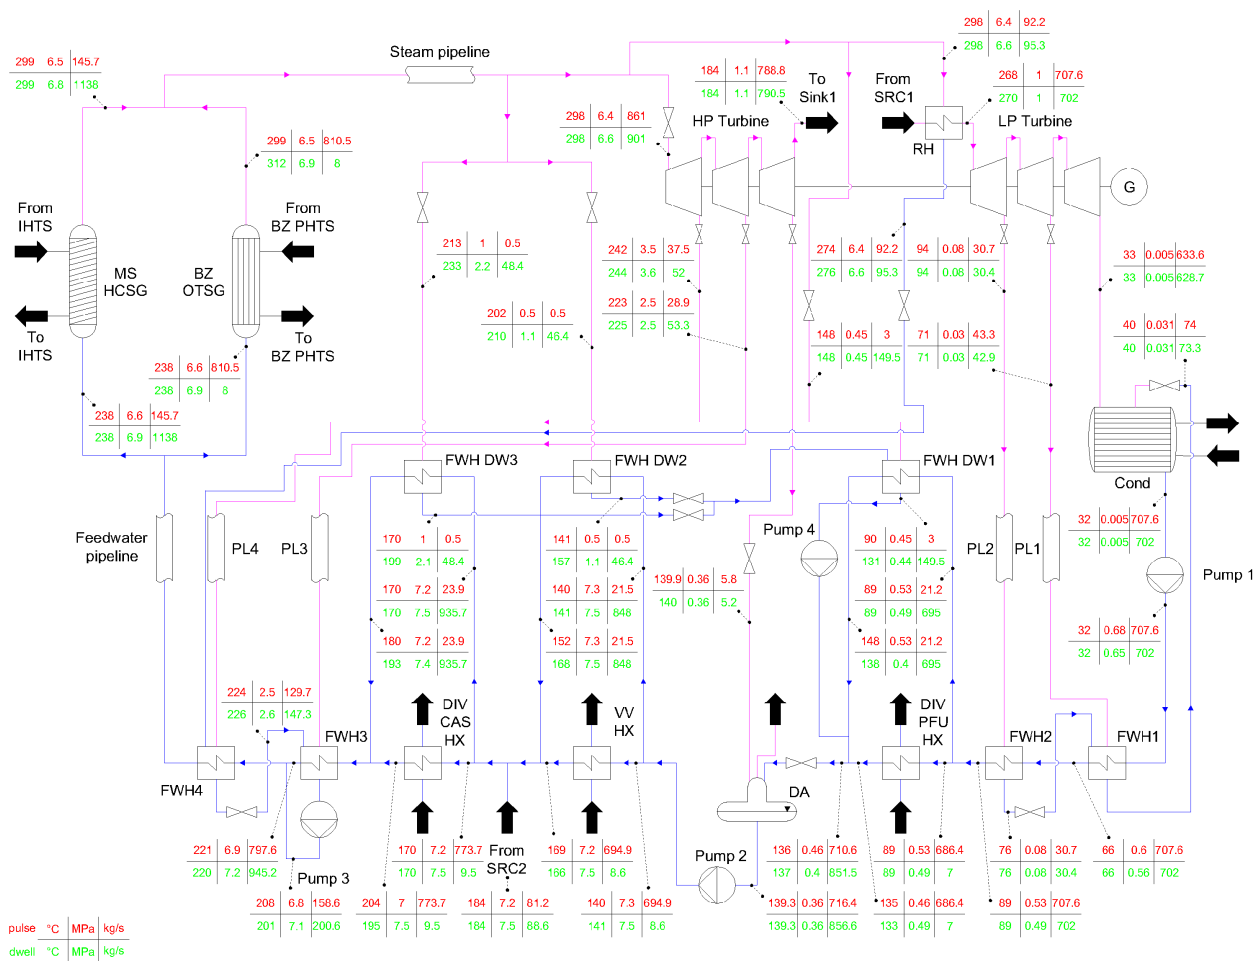 298 6.4 92.2
298 6.6 95.3
Steam pipeline
299 6.5 145.7
299 6.8 1138
184 1.1 788.8
184 1.1 790.5
To
Sink1
From
SRC1
268 1 707.6
270 1 702
298 6.4 861
298 6.6 901
HP Turbine
LP Turbine
RH
299 6.5 810.5
312 6.9 8
G
From
IHTS
From
BZ PHTS
MS
HCSG
BZ
OTSG
To
IHTS
To
BZ PHTS
213 1 0.5
233 2.2 48.4
242 3.5 37.5
244 3.6 52
274 6.4 92.2
276 6.6 95.3
94 0.08 30.7
94 0.08 30.4
33 0.005 633.6
33 0.005 628.7
202 0.5 0.5
210 1.1 46.4
223 2.5 28.9
225 2.5 53.3
148 0.45 3
148 0.45 149.5
71 0.03 43.3
71 0.03 42.9
40 0.031 74
40 0.031 73.3
238 6.6 810.5
238 6.9 8
238 6.6 145.7
238 6.9 1138
FWH DW3
FWH DW2
FWH DW1
Cond
Feedwater
pipeline
PL4
PL3
Pump 4
PL2
PL1
32 0.005 707.6
32 0.005 702
170 1 0.5
199 2.1 48.4
141 0.5 0.5
157 1.1 46.4
90 0.45 3
131 0.44 149.5
Pump 1
139.9 0.36 5.8
140 0.36 5.2
170 7.2 23.9
170 7.5 935.7
140 7.3 21.5
141 7.5 848
89 0.53 21.2
89 0.49 695
180 7.2 23.9
193 7.4 935.7
152 7.3 21.5
168 7.5 848
148 0.53 21.2
138 0.4 695
32 0.68 707.6
32 0.65 702
224 2.5 129.7
226 2.6 147.3
DIV
CAS
HX
VV
HX
DIV
PFU
HX
FWH3
FWH2
FWH1
FWH4
DA
221 6.9 797.6
220 7.2 945.2
170 7.2 773.7
170 7.5 9.5
From
SRC2
169 7.2 694.9
166 7.5 8.6
Pump 2
136 0.46 710.6
137 0.4 851.5
89 0.53 686.4
89 0.49 7
76 0.08 30.7
76 0.08 30.4
66 0.6 707.6
66 0.56 702
Pump 3
208 6.8 158.6
201 7.1 200.6
204 7 773.7
195 7.5 9.5
184 7.2 81.2
184 7.5 88.6
140 7.3 694.9
141 7.5 8.6
139.3 0.36 716.4
139.3 0.36 856.6
135 0.46 686.4
133 0.49 7
89 0.53 707.6
89 0.49 702
pulse °C MPa kg/s
dwell °C MPa kg/s